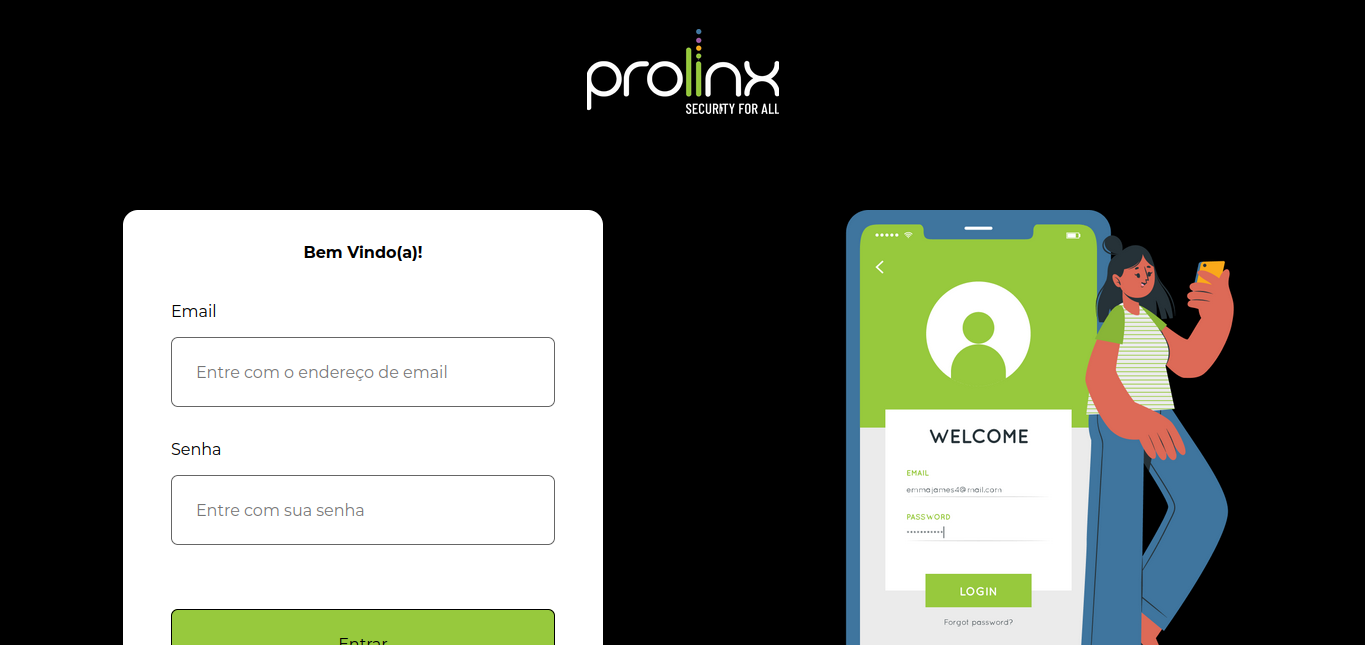 prolinx
SECURITY FOR ALL
Bem Vindo(a)!
Email
Entre com o endereço de email
Senha
Entre com sua senha
Entrar
WELCOME
EMAIL
emmajames4@mail.com
PASSWORD
LOGIN
Forgot password?